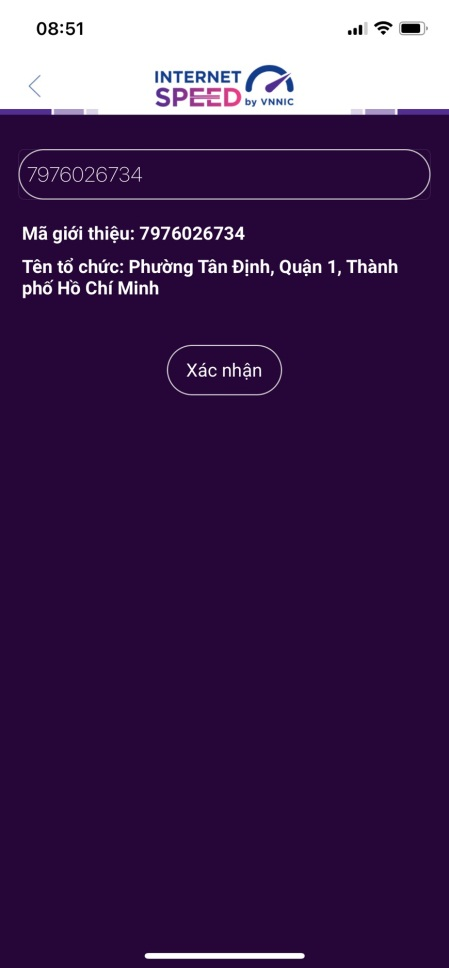 08:51
INTERNET
SPEED by VNNIC
7976026734
Mã giới thiệu: 7976026734
Tên tổ chức: Phường Tân Định, Quận 1, Thành
phố Hồ Chí Minh
Xác nhận